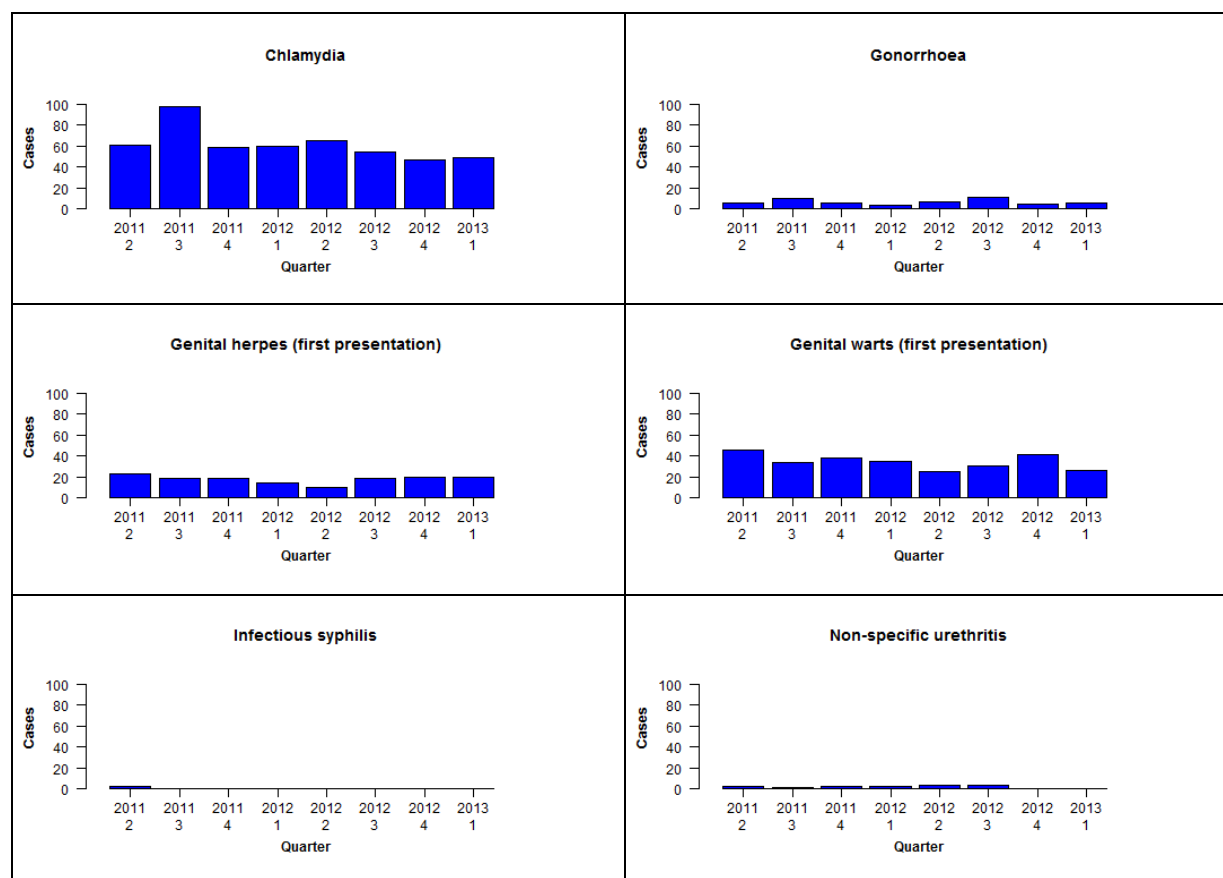 Chlamydia
Cases
100
80
60
40
20
0
2011 2011 2011 2012 2012 2012 2012 2013
2 3 4 1 2 3 4 1
Quarter
Gonorrhoea
Cases
100
80
60
40
20
0
2011 2011 2011 2012 2012 2012 2012 2013
2 3 4 1 2 3 4 1
Quarter
Genital herpes (first presentation)
Cases
100
80
60
40
20
0
2011 2011 2011 2012 2012 2012 2012 2013
2 3 4 1 2 3 4 1
Quarter
Genital warts (first presentation)
Cases
100
80
60
40
20
0
2011 2011 2011 2012 2012 2012 2012 2013
2 3 4 1 2 3 4 1
Quarter
Infectious syphilis
Cases
100
80
60
40
20
0
2011 2011 2011 2012 2012 2012 2012 2013
2 3 4 1 2 3 4 1
Quarter
Non-specific urethritis
Cases
100
80
60
40
20
0
2011 2011 2011 2012 2012 2012 2012 2013
2 3 4 1 2 3 4 1
Quarter